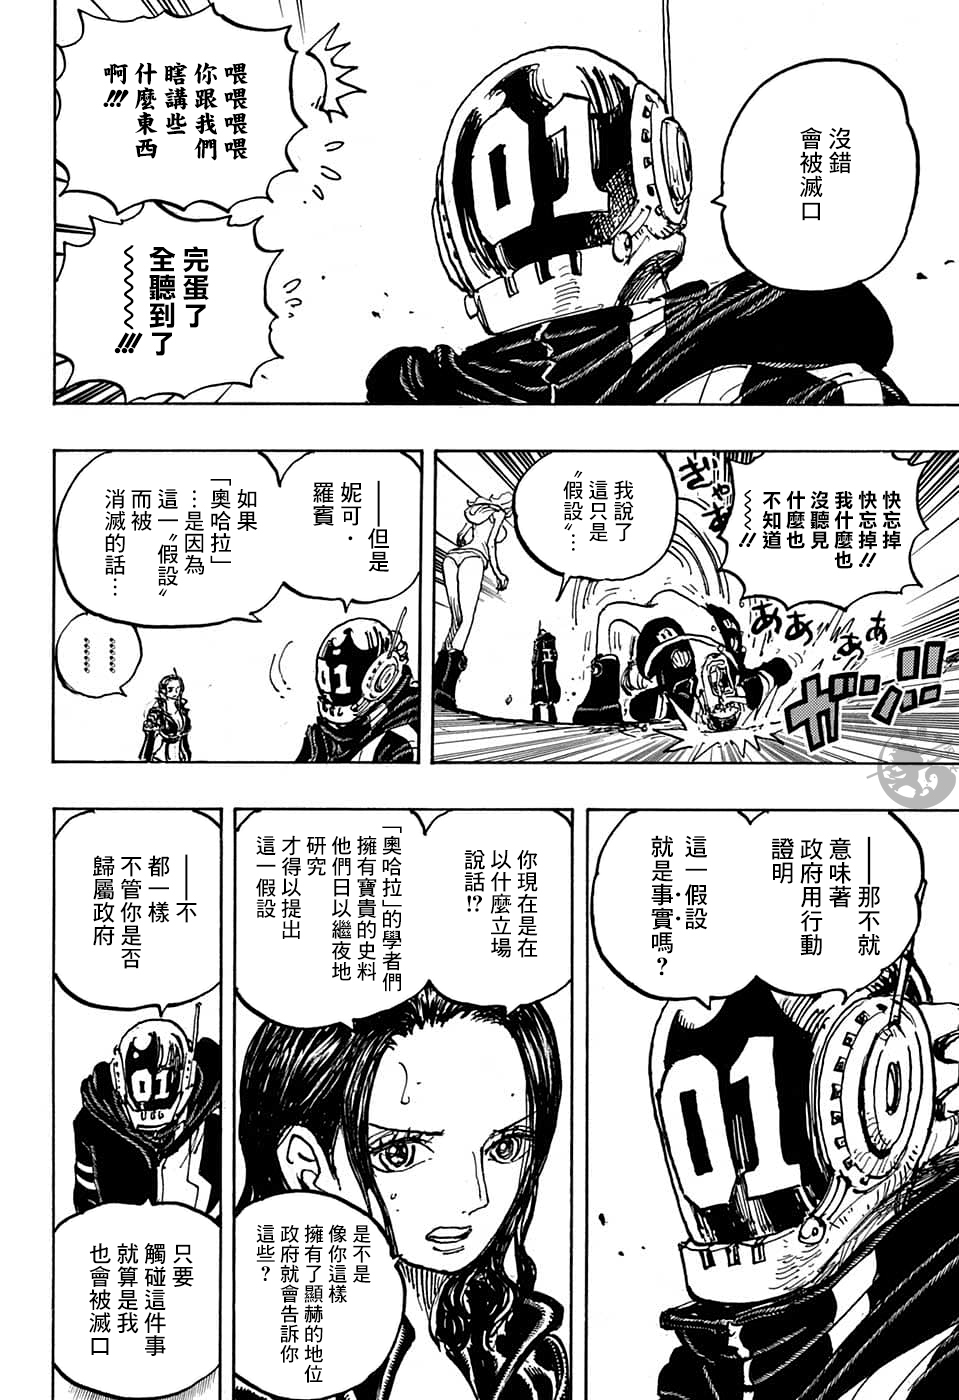 沒錯
會被滅口
01
喂喂喂喂
你跟我們
瞎講些
什麼東西
啊!!!
完蛋了
全聽到了
〜〜〜!!!
快忘掉
快忘掉!!
我什麼也
沒聽見
什麼也
不知道
〜〜!!
ぎゃあ
あああああ
ガンガン
我說了
這只是
〝假設〟…
——但是
妮可·
羅賓
如果
「奧哈拉」
…是因為
這一〝假設〟
而被
消滅的話…
01
………
——那不就
意味著
政府用行動
證明
這一假設
就是事實嗎？
01
你現在是在
以什麼立場
說話!?
「奧哈拉」的學者們
擁有寶貴的史料
他們日以繼夜地
研究
才得以提出
這一假設
是不是
像你這樣
擁有了顯赫的地位
政府就會告訴你
這些？
——不
都一樣
不管你是否
歸屬政府
01
只要
觸碰這件事
就算是我
也會被滅口